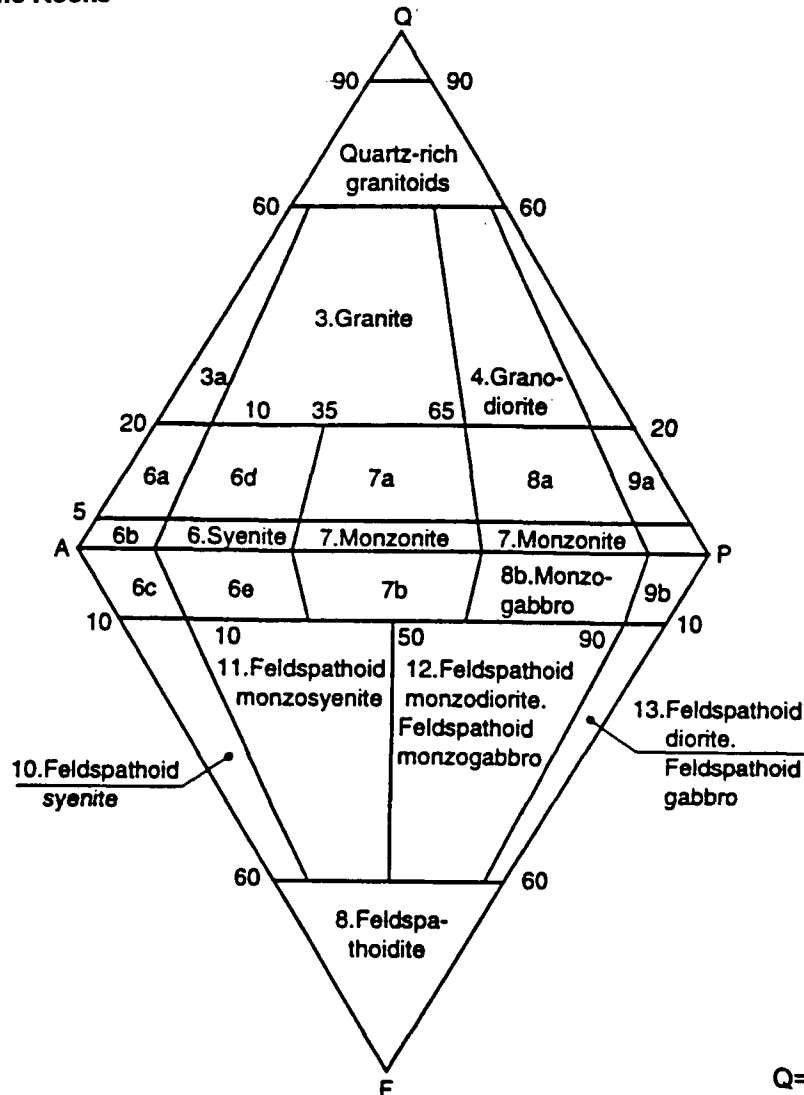 Q
90 90
Quartz-rich
granitoids
60 60
3.Granite
3a
4.Grano-
diorite
10 35 65
20 20
6a 6d 7a 8a 9a
5
6b 6.Syenite 7.Monzonite 7.Monzonite
A P
6c 6e 7b 8b.Monzo-
gabbro 9b
10 10
10 50 90
11.Feldspathoid
monzosyenite
12.Feldspathoid
monzodiorite.
Feldspathoid
monzogabbro
13.Feldspathoid
diorite.
Feldspathoid
gabbro
10.Feldspathoid
syenite
60 60
8.Feldspa-
thoidite
Q=